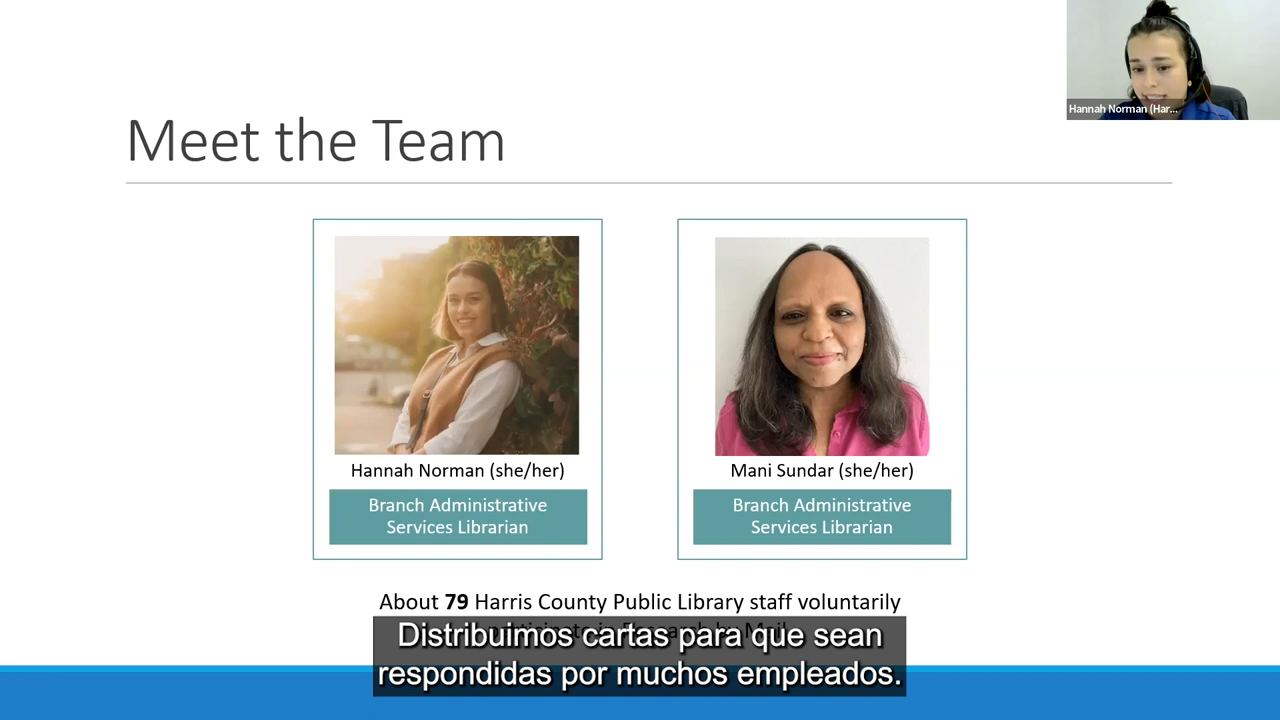 Hannah Norman (Har...
Meet the Team
Hannah Norman (she/her)
Branch Administrative
Services Librarian
Mani Sundar (she/her)
Branch Administrative
Services Librarian
About 79 Harris County Public Library staff voluntarily
Distribuimos cartas para que sean
respondidas por muchos empleados.